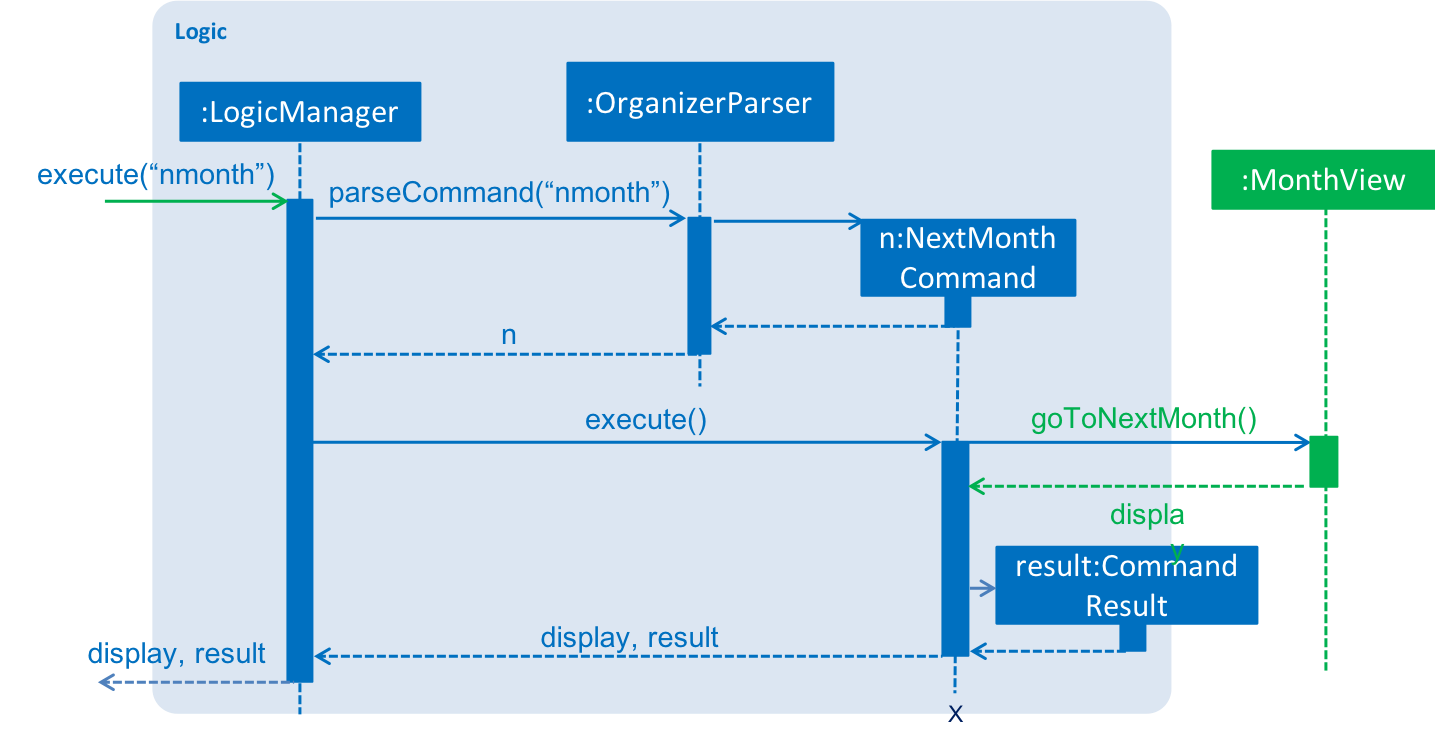 Logic
:LogicManager
:OrganizerParser
:MonthView
execute(“nmonth”)
parseCommand(“nmonth”)
n:NextMonth
Command
n
execute()
goToNextMonth()
displa
y
result:Command
Result
display, result
display, result
X